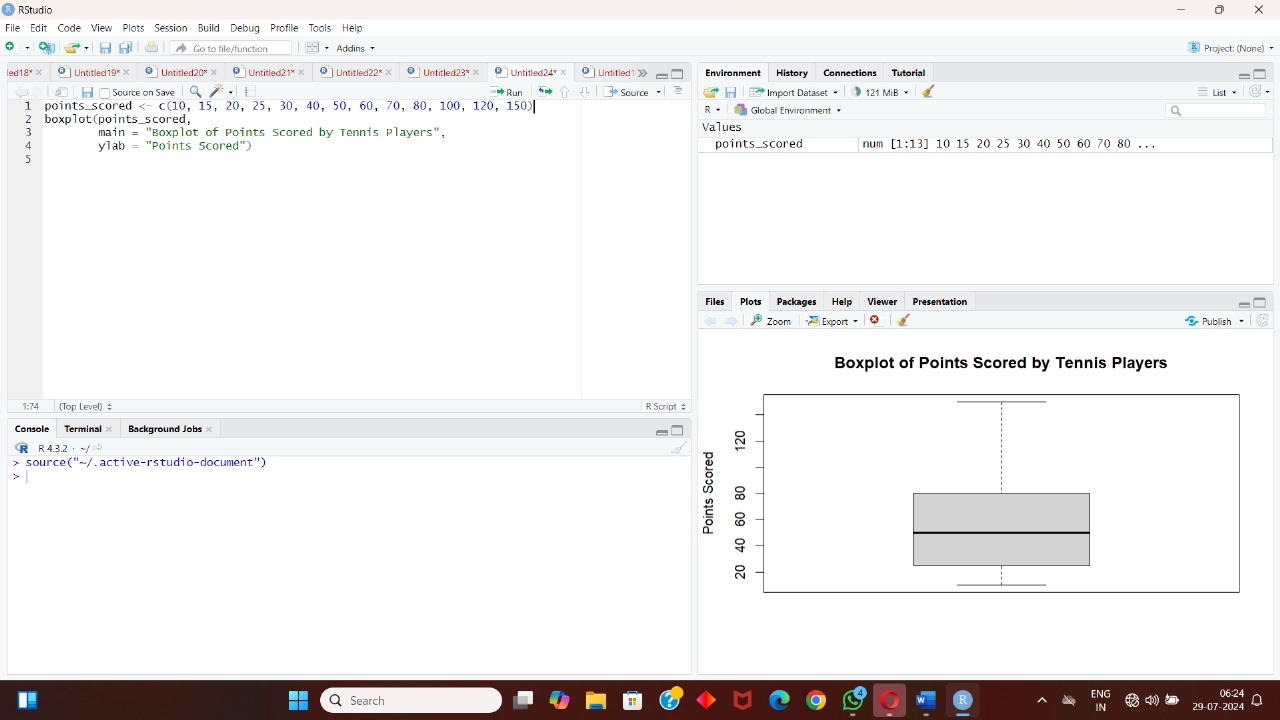 RStudio
File Edit Code View Plots Session Build Debug Profile Tools Help
Go to file/function Addins Project: (None)
ed18* Untitled19* Untitled20* Untitled21* Untitled22* Untitled23* Untitled24* Untitled1
Source on Save Run Source
1 points_scored <- c(10, 15, 20, 25, 30, 40, 50, 60, 70, 80, 100, 120, 150)
2 boxplot(points_scored,
3 main = "Boxplot of Points Scored by Tennis Players",
4 ylab = "Points Scored")
5
1:74 (Top Level) R Script
Console Terminal Background Jobs
R 4.3.2 · ~/
> source("~/.active-rstudio-document")
>
Environment History Connections Tutorial
Import Dataset 121 MiB List
R Global Environment
Values
points_scored num [1:13] 10 15 20 25 30 40 50 60 70 80 ...
Files Plots Packages Help Viewer Presentation
Zoom Export Publish
Boxplot of Points Scored by Tennis Players
Points Scored
120
80
60
40
20
Search
4
ENG
IN
06:24
29-07-2024